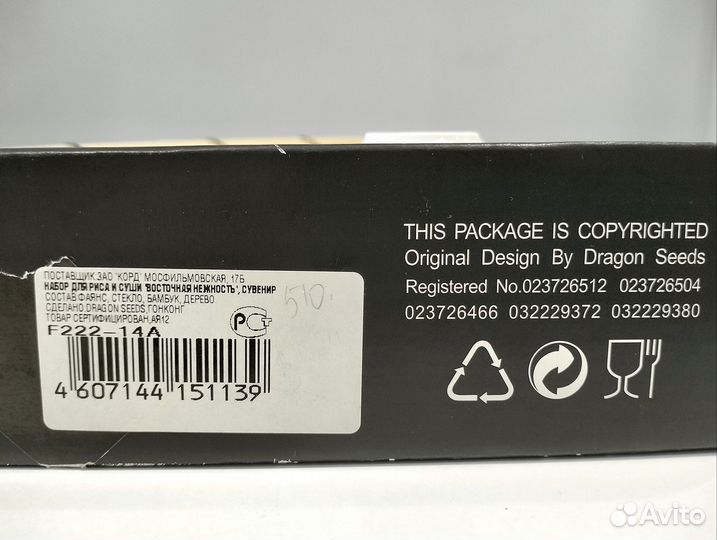 ПОСТАВЩИК ЗАО "КОРД" МОСФИЛЬМОВСКАЯ, 17Б
НАБОР ДЛЯ РИСА И СУШИ "ВОСТОЧНАЯ НЕЖНОСТЬ", СУВЕНИР
СОСТАВ:ФАЯНС, СТЕКЛО, БАМБУК, ДЕРЕВО
СДЕЛАНО:DRAGON SEEDS,ГОНКОНГ
ТОВАР СЕРТИФИЦИРОВАН,АЯ12
F222-14A
4 607144 151139
510
РСТ
THIS PACKAGE IS COPYRIGHTED
Original Design By Dragon Seeds
Registered No.023726512 023726504
023726466 032229372 032229380
Avito